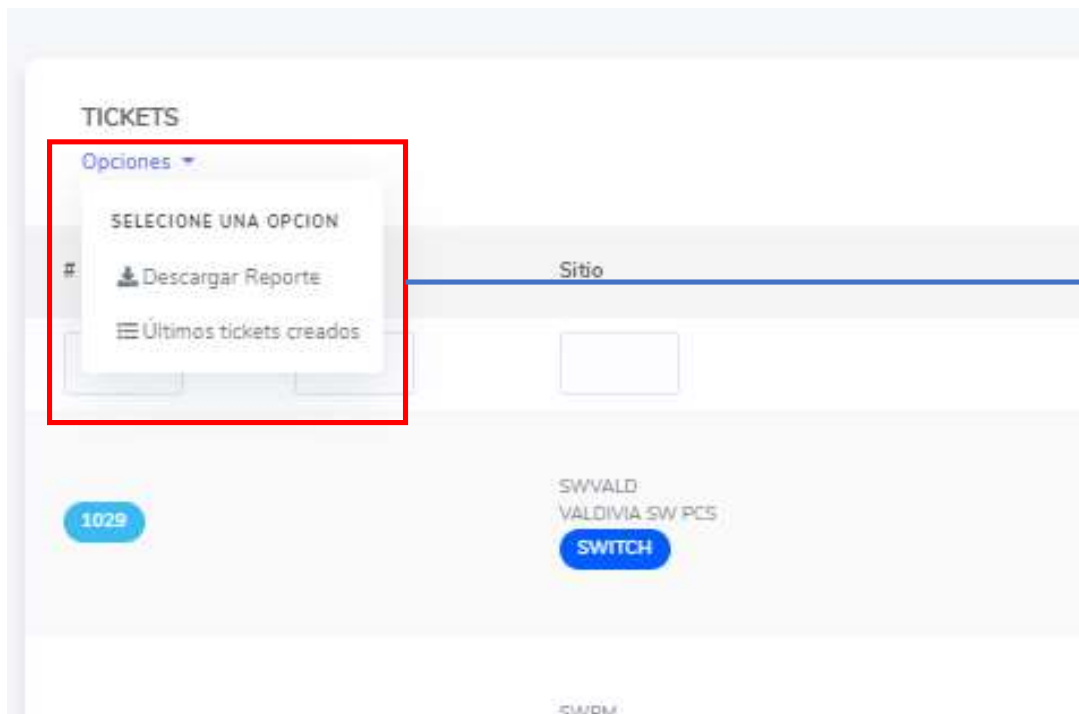 TICKETS
Opciones
SELECIONE UNA OPCION
# Sitio
Descargar Reporte
Últimos tickets creados
1029
SWVALD
VALDIVIA SW PCS
SWITCH